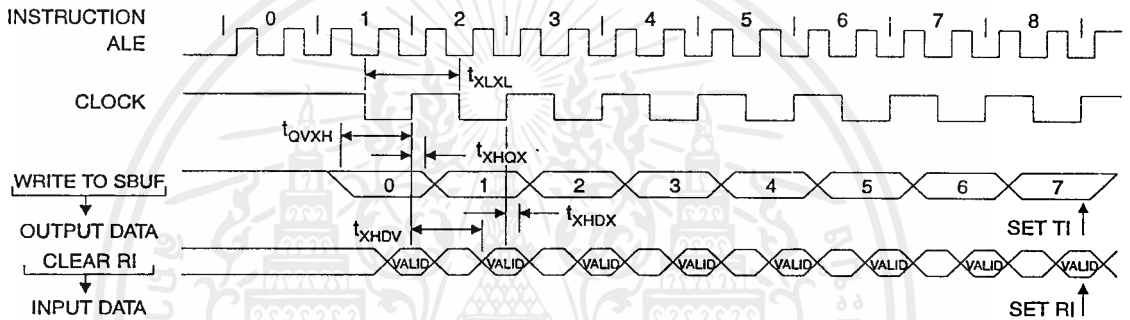 INSTRUCTION 0 1 2 3 4 5 6 7 8
ALE
tXLXL
CLOCK
tQVXH
tXHQX
WRITE TO SBUF 0 1 2 3 4 5 6 7
tXHDX
OUTPUT DATA SET TI
tXHDV
CLEAR RI VALID VALID VALID VALID VALID VALID VALID VALID
INPUT DATA SET RI